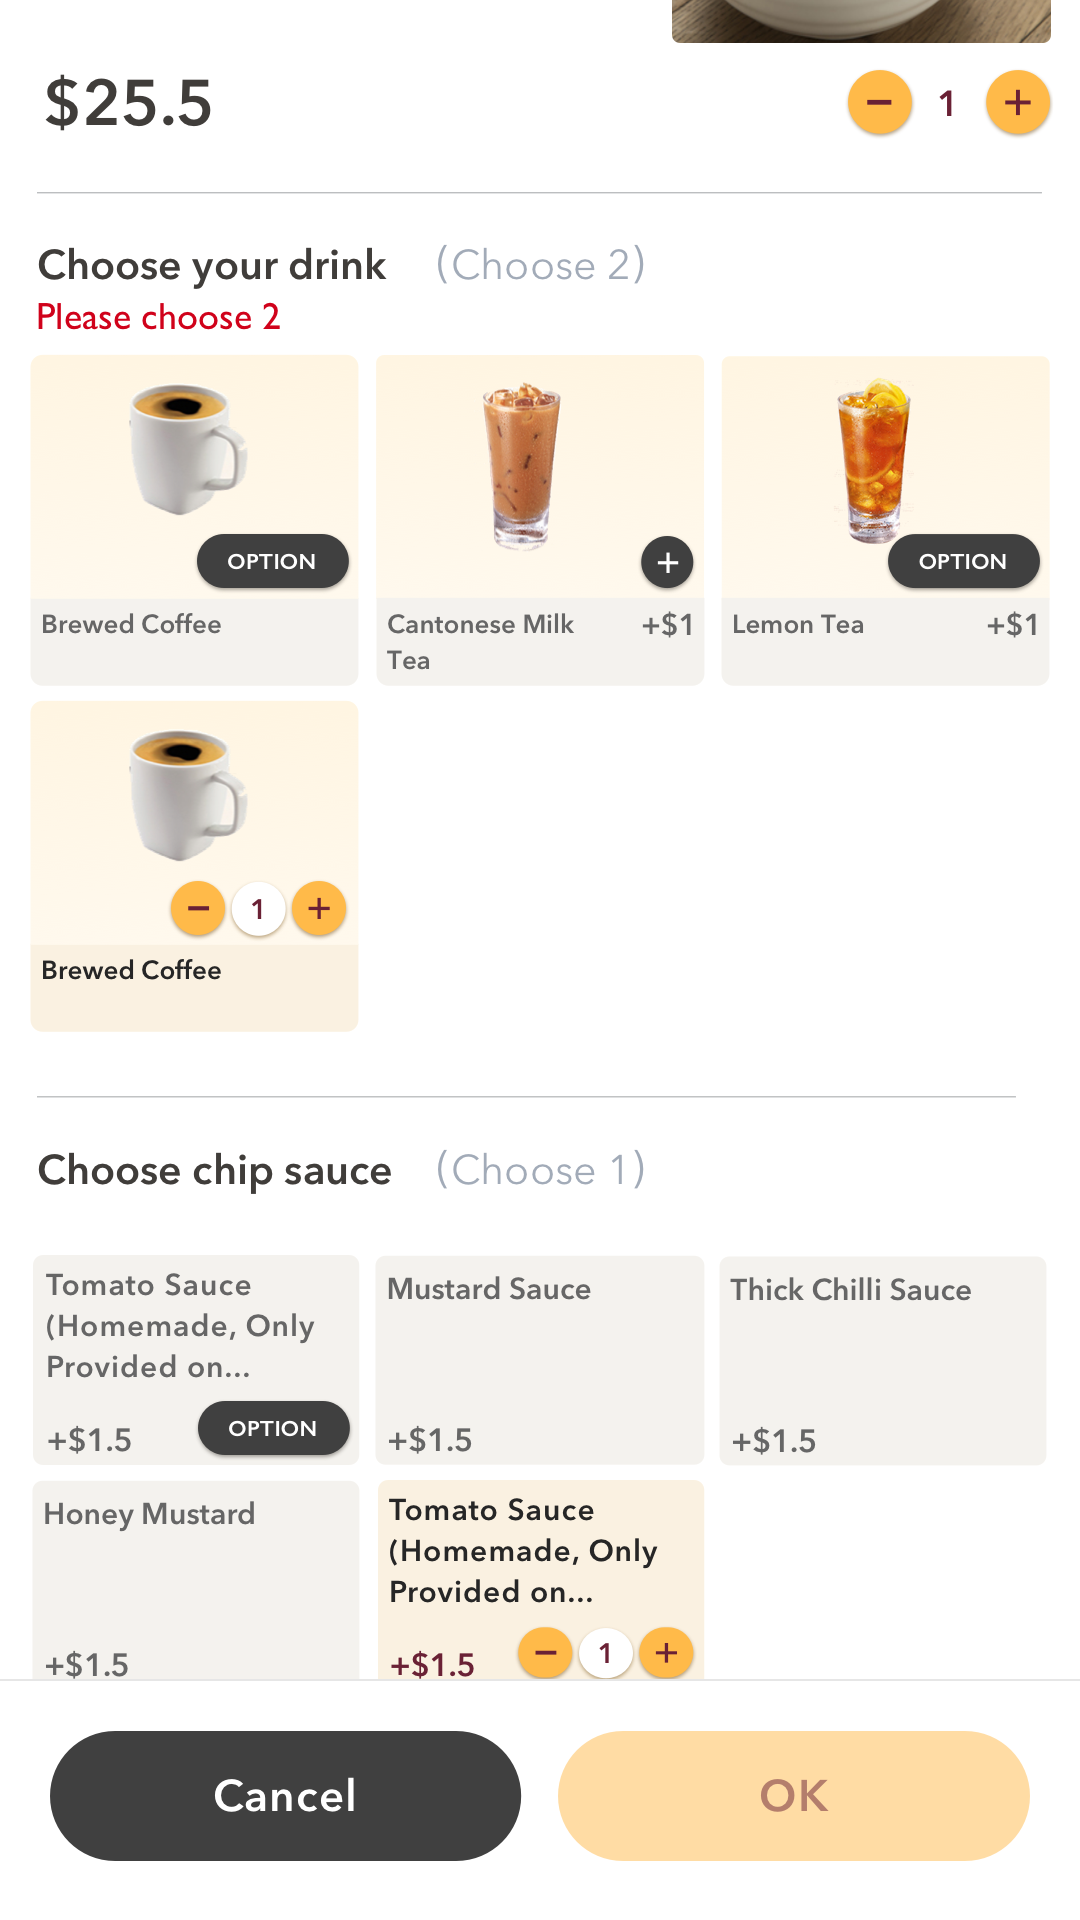 $25.5
− 1 +
Choose your drink (Choose 2)
Please choose 2
OPTION
+
OPTION
Brewed Coffee
Cantonese Milk +$1
Tea
Lemon Tea +$1
− 1 +
Brewed Coffee
Choose chip sauce (Choose 1)
Tomato Sauce
(Homemade, Only
Provided on...
+$1.5 OPTION
Mustard Sauce
+$1.5
Thick Chilli Sauce
+$1.5
Honey Mustard
+$1.5
Tomato Sauce
(Homemade, Only
Provided on...
+$1.5 − 1 +
Cancel
OK